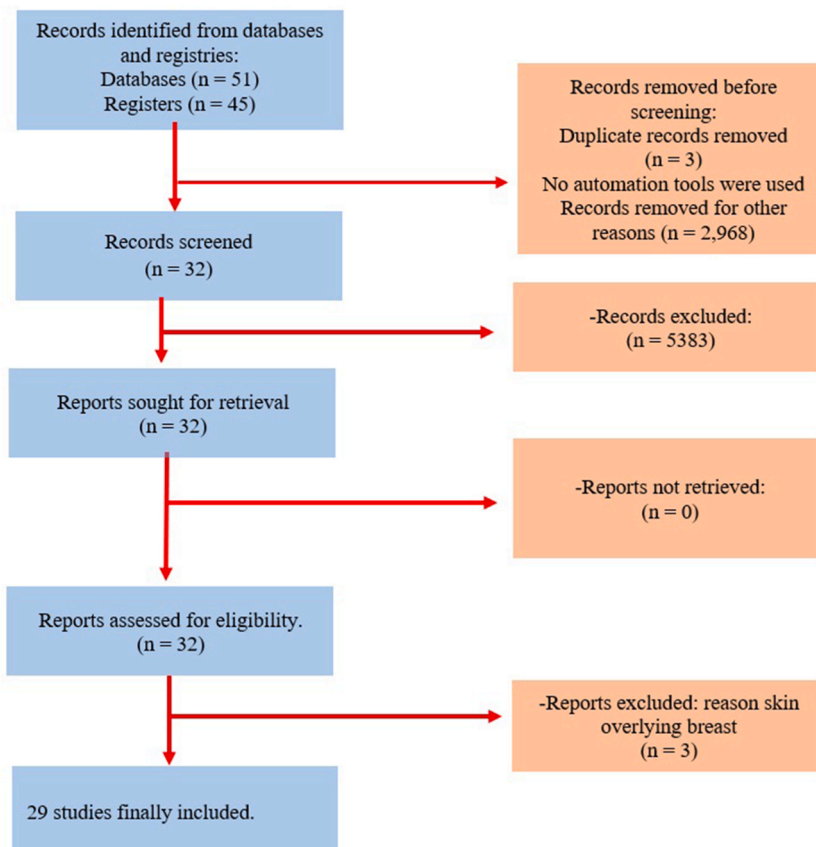 Records identified from databases
and registries:
Databases (n = 51)
Registers (n = 45)
Records removed before
screening:
Duplicate records removed
(n = 3)
No automation tools were used
Records removed for other
reasons (n = 2,968)
Records screened
(n = 32)
-Records excluded:
(n = 5383)
Reports sought for retrieval
(n = 32)
-Reports not retrieved:
(n = 0)
Reports assessed for eligibility.
(n = 32)
-Reports excluded: reason skin
overlying breast
(n = 3)
29 studies finally included.